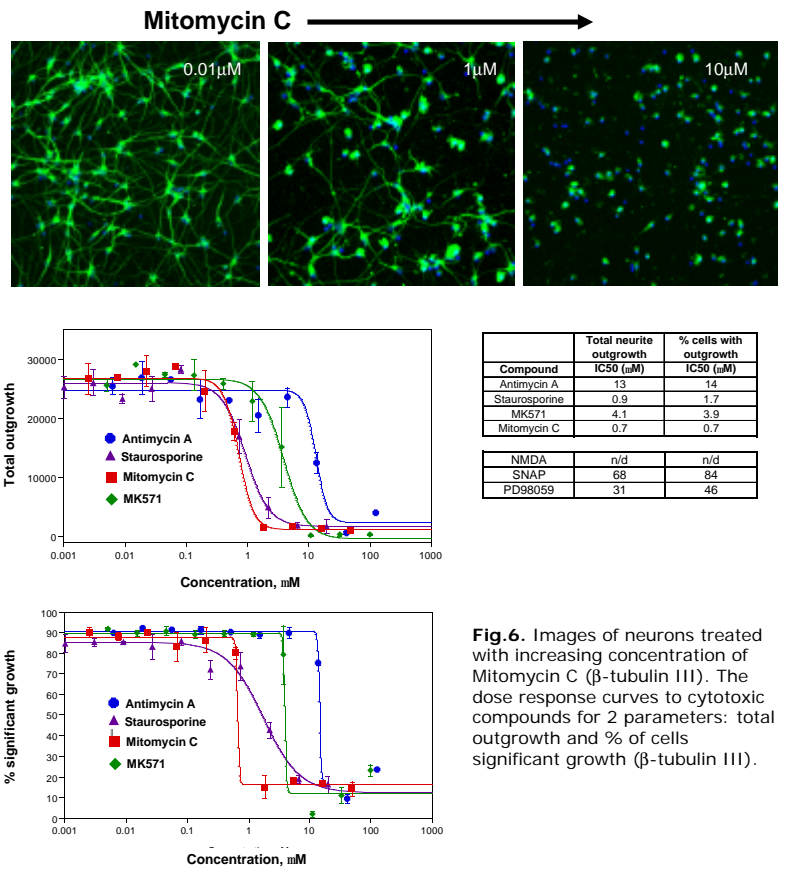 Mitomycin C
0.01μM
1μM
10μM
Total outgrowth
30000
20000
10000
0
Antimycin A
Staurosporine
Mitomycin C
MK571
0.001 0.01 0.1 1 10 100 1000
Concentration, mM
Total neurite outgrowth % cells with outgrowth
Compound IC50 (mM) IC50 (mM)
Antimycin A 13 14
Staurosporine 0.9 1.7
MK571 4.1 3.9
Mitomycin C 0.7 0.7
NMDA n/d n/d
SNAP 68 84
PD98059 31 46
% significant growth
100
90
80
70
60
50
40
30
20
10
0
Antimycin A
Staurosporine
Mitomycin C
MK571
0.001 0.01 0.1 1 10 100 1000
Concentration, mM
Fig.6. Images of neurons treated
with increasing concentration of
Mitomycin C (β-tubulin III). The
dose response curves to cytotoxic
compounds for 2 parameters: total
outgrowth and % of cells
significant growth (β-tubulin III).